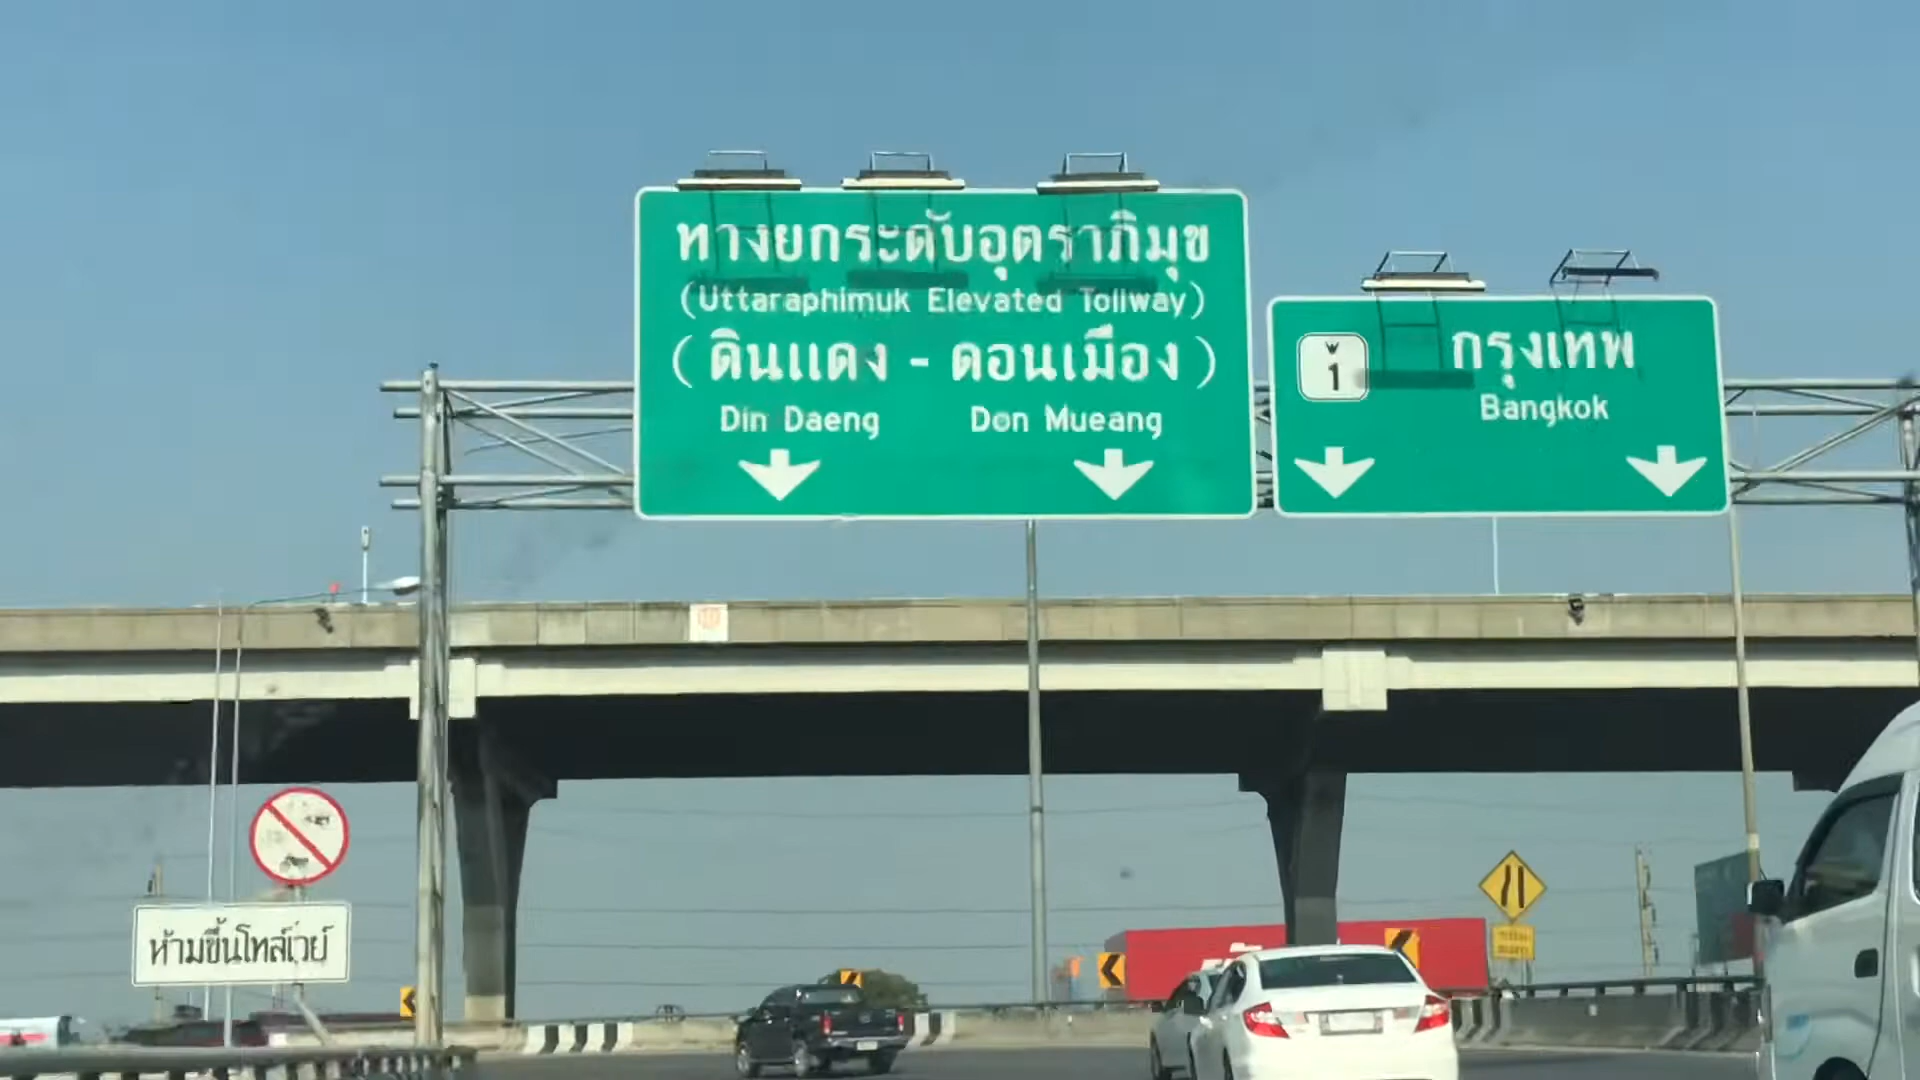 ทางยกระดับอุตราภิมุข
(Uttaraphimuk Elevated Tollway)
(ดินแดง - ดอนเมือง)
Din Daeng Don Mueang
1
กรุงเทพ
Bangkok
ห้ามขึ้นโทล์เวย์